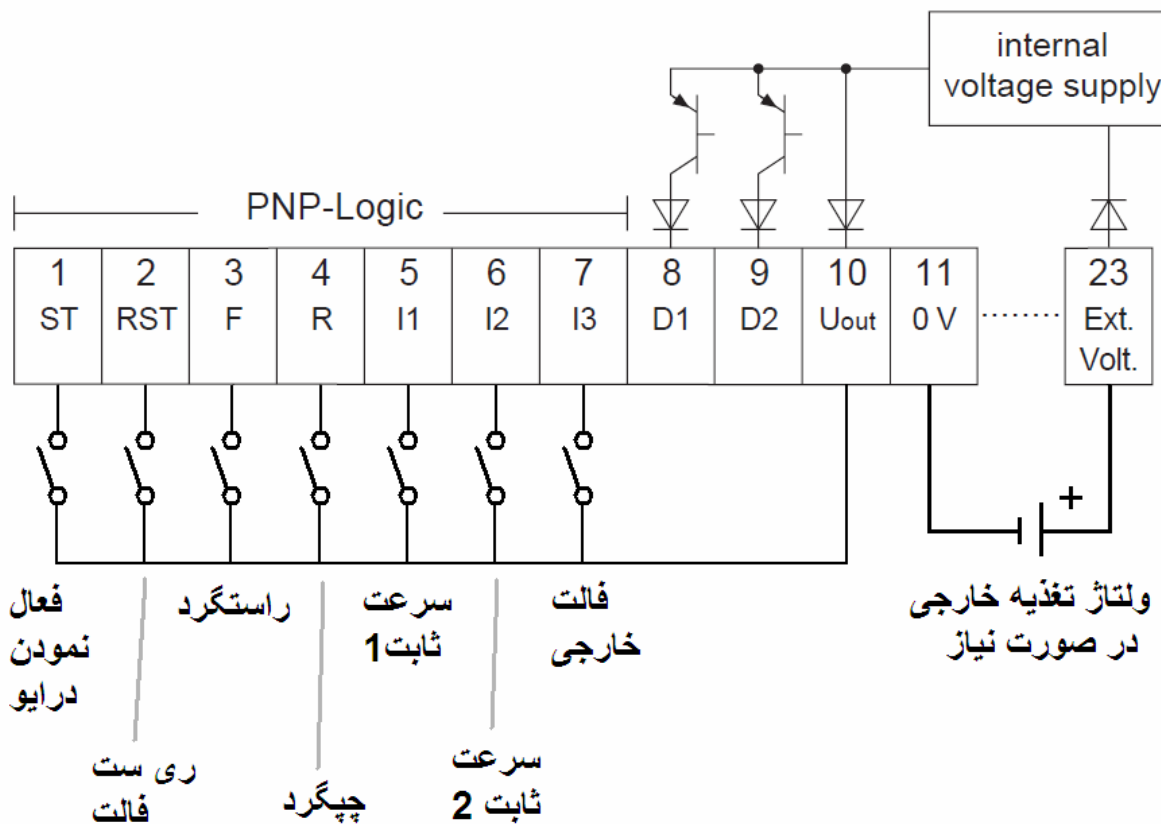 internal
voltage supply
PNP-Logic
1 2 3 4 5 6 7 8 9 10 11 23
ST RST F R I1 I2 I3 D1 D2 Uout 0 V ........ Ext.
Volt.
+
فعال
نمودن
درایو
ری ست
فالت
راستگرد
چپگرد
سرعت
ثابت1
سرعت
ثابت 2
فالت
خارجی
ولتاژ تغذیه خارجی
در صورت نیاز